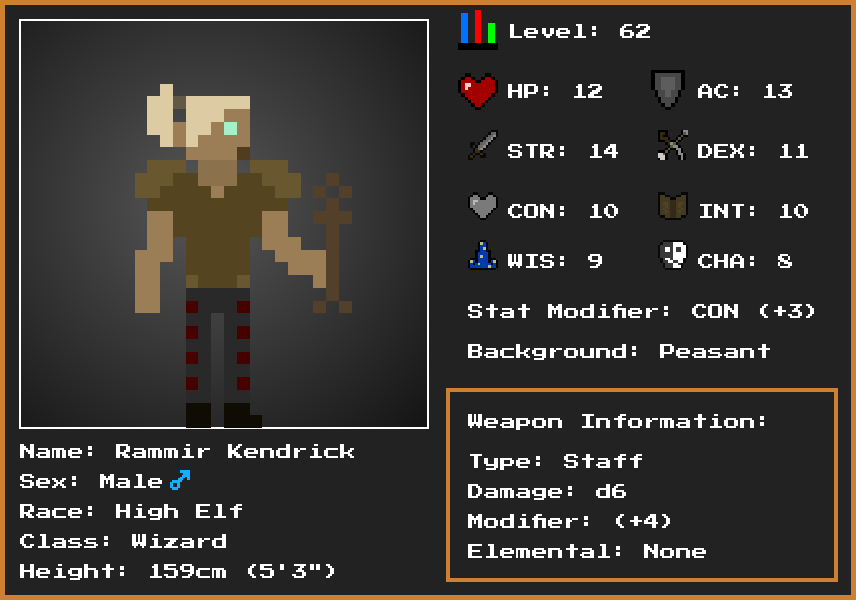 Level: 62
HP: 12 AC: 13
STR: 14 DEX: 11
CON: 10 INT: 10
WIS: 9 CHA: 8
Stat Modifier: CON (+3)
Background: Peasant
Weapon Information:
Type: Staff
Damage: d6
Modifier: (+4)
Elemental: None
Name: Rammir Kendrick
Sex: Male ♂
Race: High Elf
Class: Wizard
Height: 159cm (5'3")